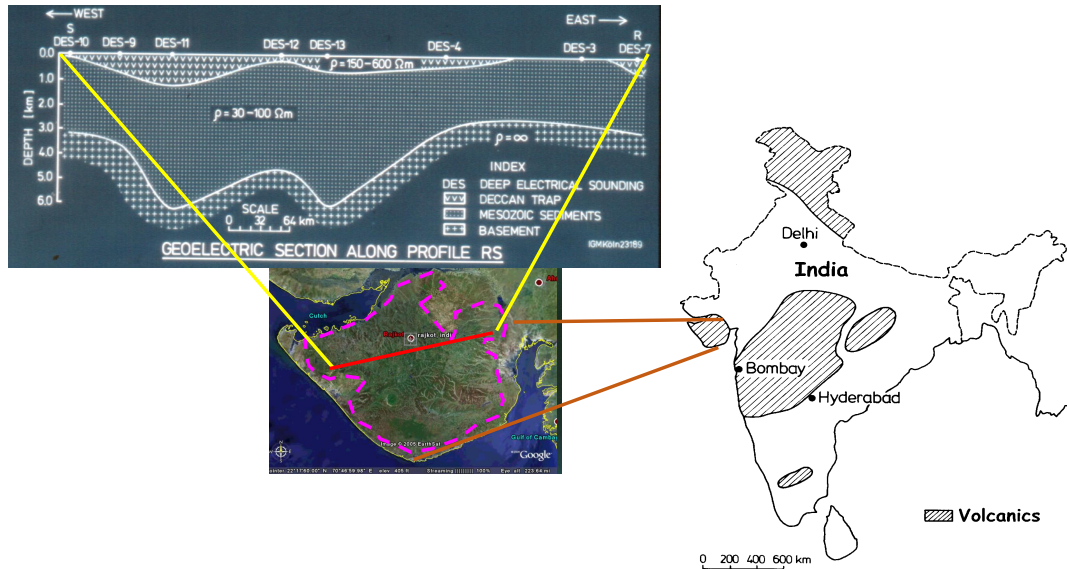 ← WEST
EAST →
S
R
DES-10 DES-9 DES-11 DES-12 DES-13 DES-4 DES-3 DES-7
0.0
1.0
2.0
3.0
4.0
5.0
6.0
DEPTH [km]
ρ = 150-600 Ωm
ρ = 30-100 Ωm
ρ = ∞
INDEX
DES DEEP ELECTRICAL SOUNDING
DECCAN TRAP
MESOZOIC SEDIMENTS
BASEMENT
SCALE
0 32 64 km
GEOELECTRIC SECTION ALONG PROFILE RS
IGMKöln23189
Cutch
Rajkot
rajkot, indi
Gulf of Cambay
Google
N
Streaming 100%
Delhi
India
Bombay
Hyderabad
Volcanics
0 200 400 600 km